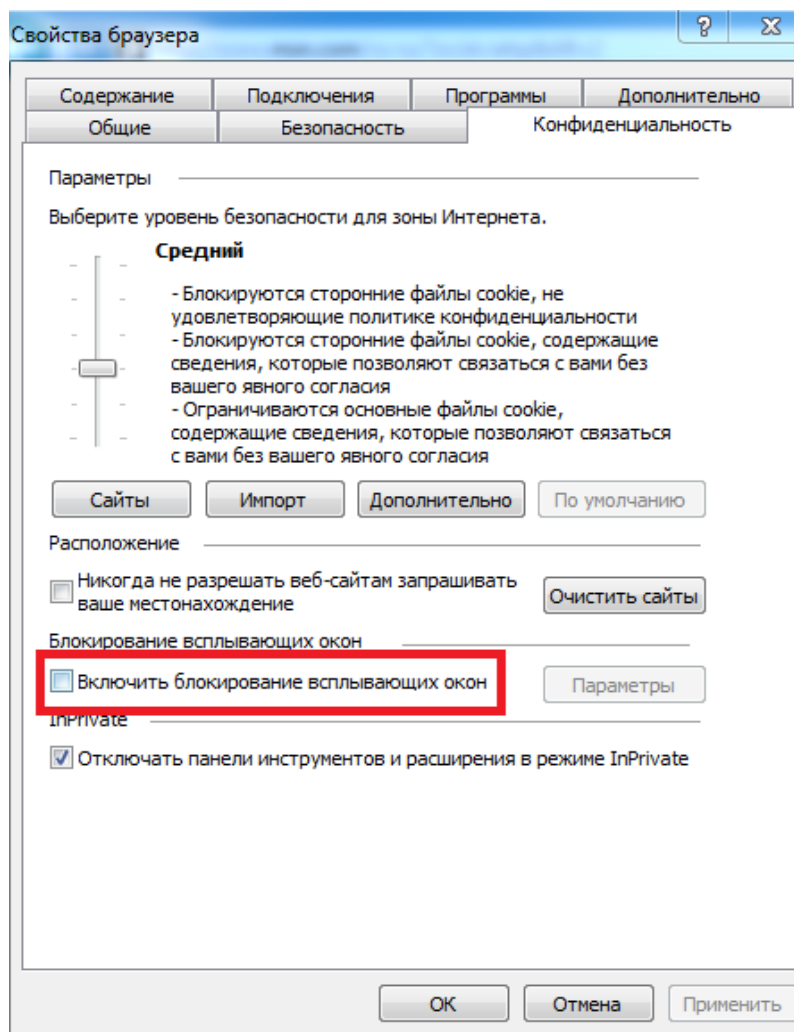 Свойства браузера
Содержание Подключения Программы Дополнительно
Общие Безопасность Конфиденциальность
Параметры
Выберите уровень безопасности для зоны Интернета.
Средний
- Блокируются сторонние файлы cookie, не
удовлетворяющие политике конфиденциальности
- Блокируются сторонние файлы cookie, содержащие
сведения, которые позволяют связаться с вами без
вашего явного согласия
- Ограничиваются основные файлы cookie,
содержащие сведения, которые позволяют связаться
с вами без вашего явного согласия
Сайты Импорт Дополнительно По умолчанию
Расположение
Никогда не разрешать веб-сайтам запрашивать
ваше местонахождение
Очистить сайты
Блокирование всплывающих окон
Включить блокирование всплывающих окон Параметры
InPrivate
Отключать панели инструментов и расширения в режиме InPrivate
ОК Отмена Применить